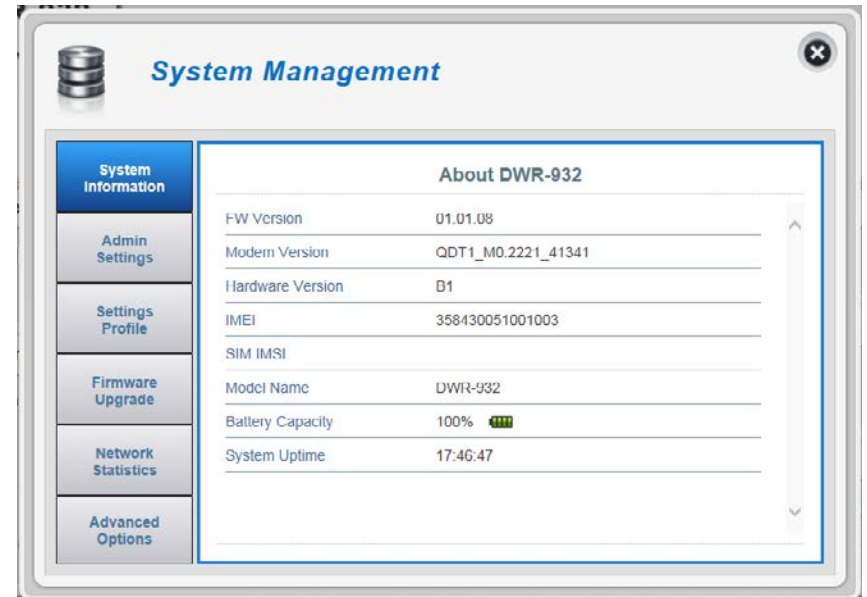 System Management
System
Information
Admin
Settings
Settings
Profile
Firmware
Upgrade
Network
Statistics
Advanced
Options
About DWR-932
FW Version 01.01.08
Modem Version QDT1_M0.2221_41341
Hardware Version B1
IMEI 358430051001003
SIM IMSI
Model Name DWR-932
Battery Capacity 100%
System Uptime 17:46:47